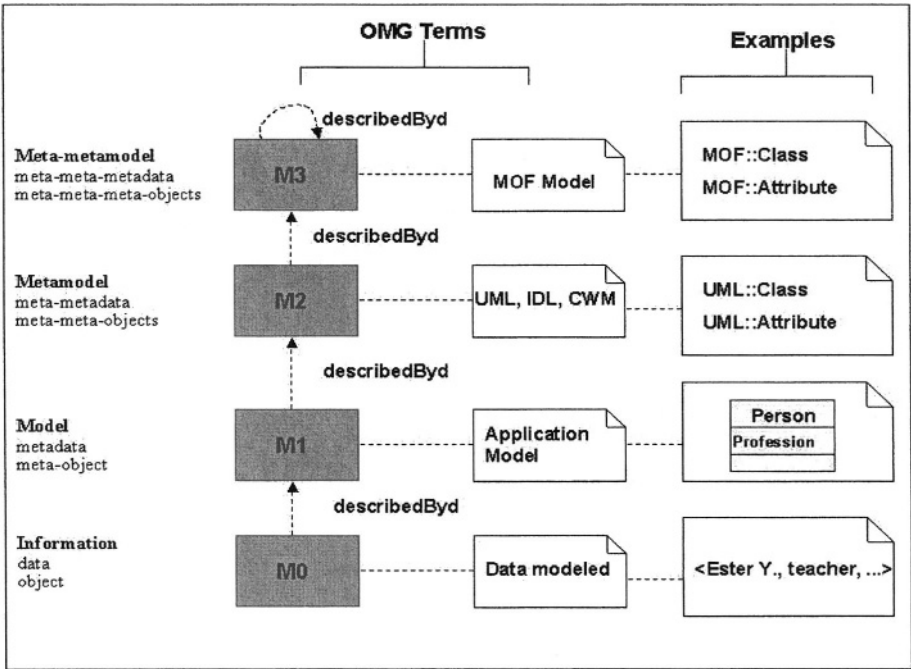 OMG Terms
Examples
describedByd
Meta-metamodel
meta-meta-metadata
meta-meta-meta-objects
M3
MOF Model
MOF::Class
MOF::Attribute
describedByd
Metamodel
meta-metadata
meta-meta-objects
M2
UML, IDL, CWM
UML::Class
UML::Attribute
describedByd
Model
metadata
meta-object
M1
Application
Model
Person
Profession
describedByd
Information
data
object
M0
Data modeled
<Ester Y., teacher, ...>